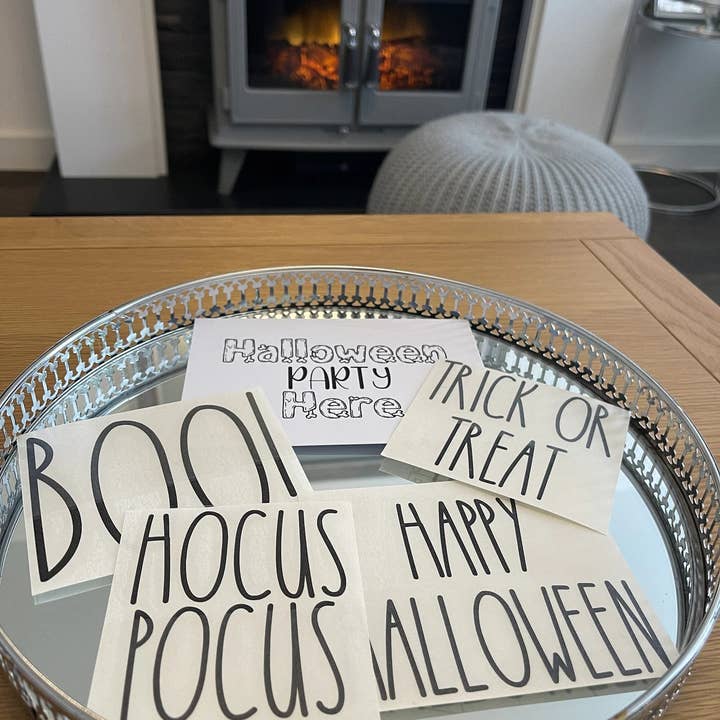 Halloween
PARTY
Here
TRICK OR
TREAT
BOO!
HAPPY
ALLOWEEN
HOCUS
POCUS